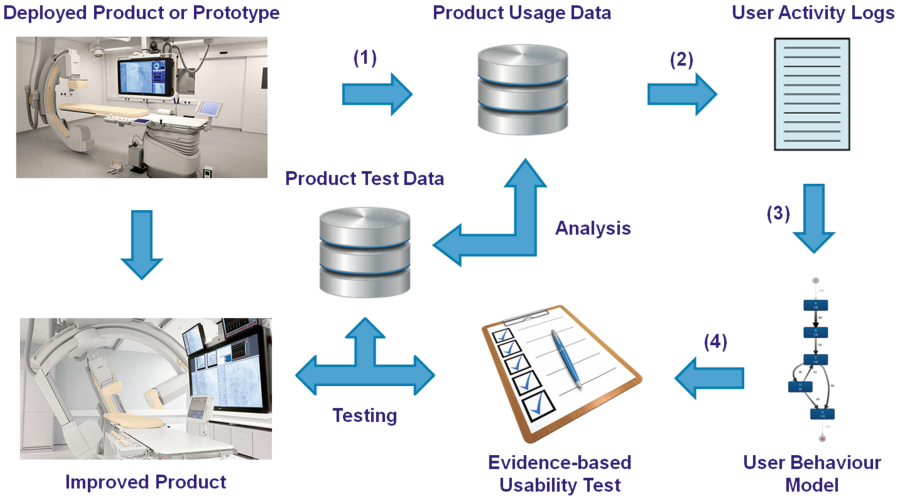 Deployed Product or Prototype
Product Usage Data
User Activity Logs
(1)
(2)
Product Test Data
(3)
Analysis
(4)
Testing
Improved Product
Evidence-based
Usability Test
User Behaviour
Model